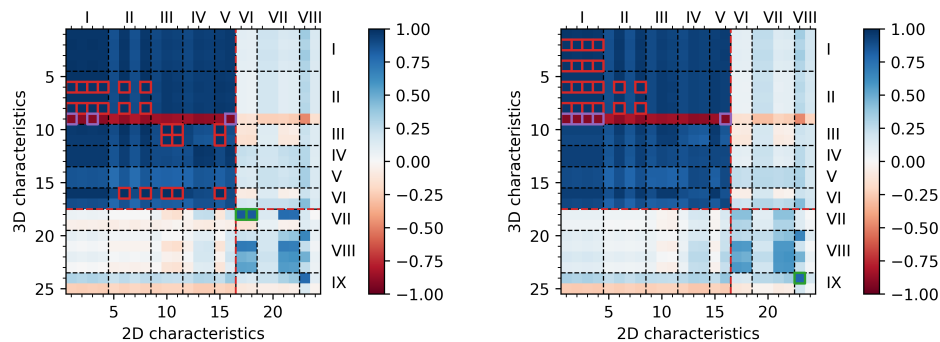 I II III IV V VI VII VIII
5
10
15
20
25
3D characteristics
I
II
III
IV
V
VI
VII
VIII
IX
5 10 15 20
2D characteristics
1.00
0.75
0.50
0.25
0.00
−0.25
−0.50
−0.75
−1.00
I II III IV V VI VII VIII
5
10
15
20
25
3D characteristics
I
II
III
IV
V
VI
VII
VIII
IX
5 10 15 20
2D characteristics
1.00
0.75
0.50
0.25
0.00
−0.25
−0.50
−0.75
−1.00